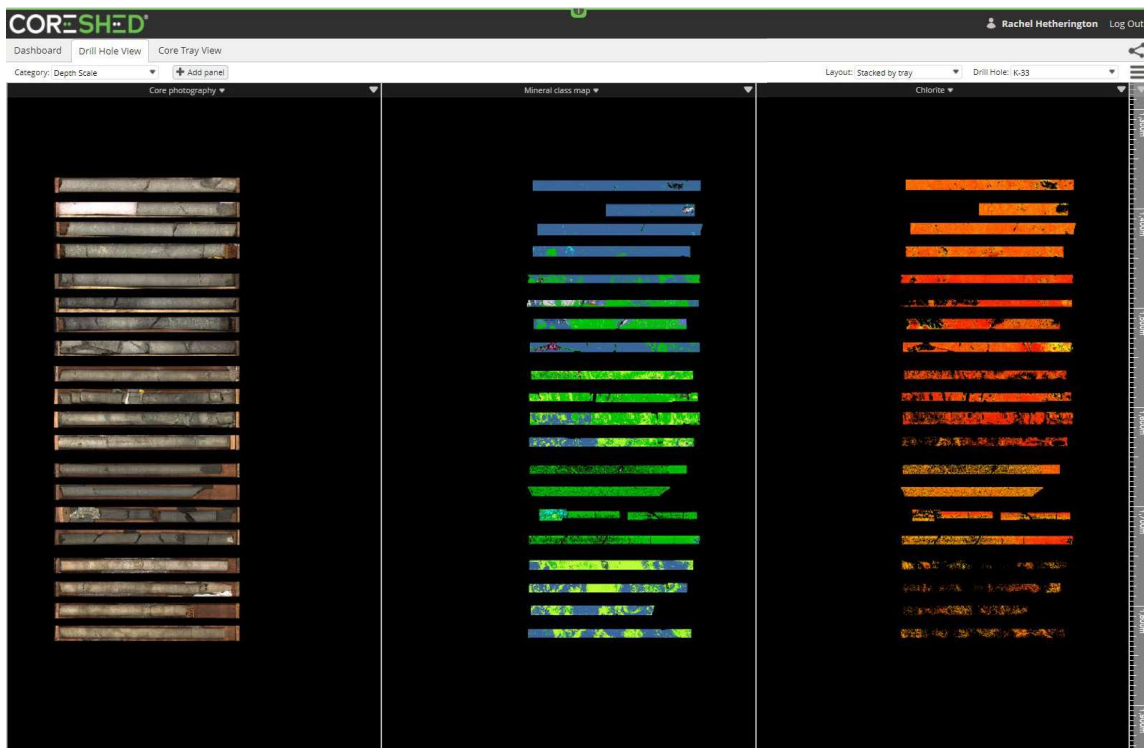 CORESHED
Rachel Hetherington Log Out
Dashboard Drill Hole View Core Tray View
Category: Depth Scale + Add panel Layout: Stacked by tray Drill Hole: K-33
Core photography Mineral class map Chlorite